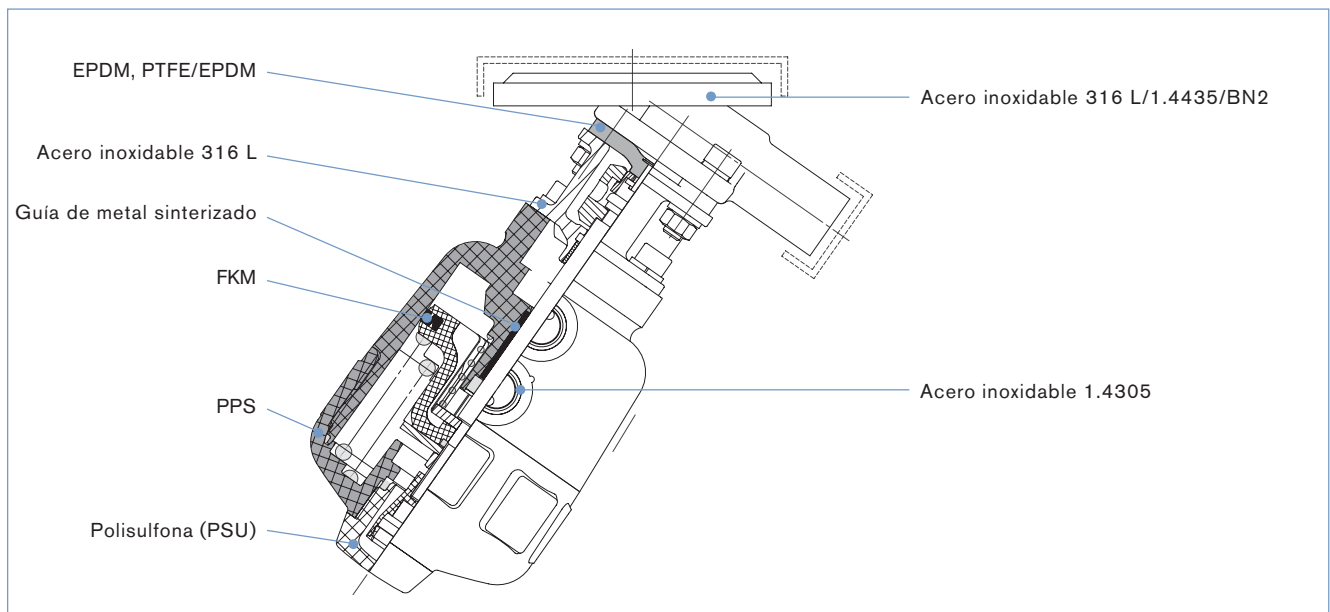 EPDM, PTFE/EPDM
Acero inoxidable 316 L/1.4435/BN2
Acero inoxidable 316 L
Guía de metal sinterizado
FKM
Acero inoxidable 1.4305
PPS
Polisulfona (PSU)